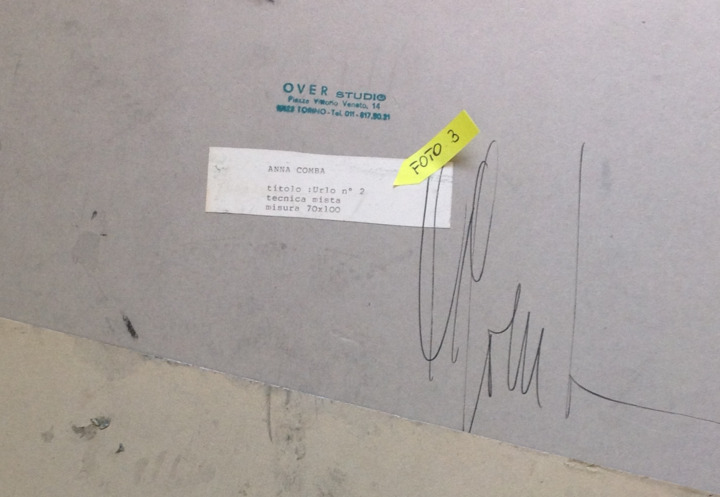 OVER STUDIO
Piazza Vittorio Veneto, 14
TORINO - Tel. 011 - 817.50.21
FOTO 3
ANNA COMBA
titolo :Urlo n° 2
tecnica mista
misura 70x100